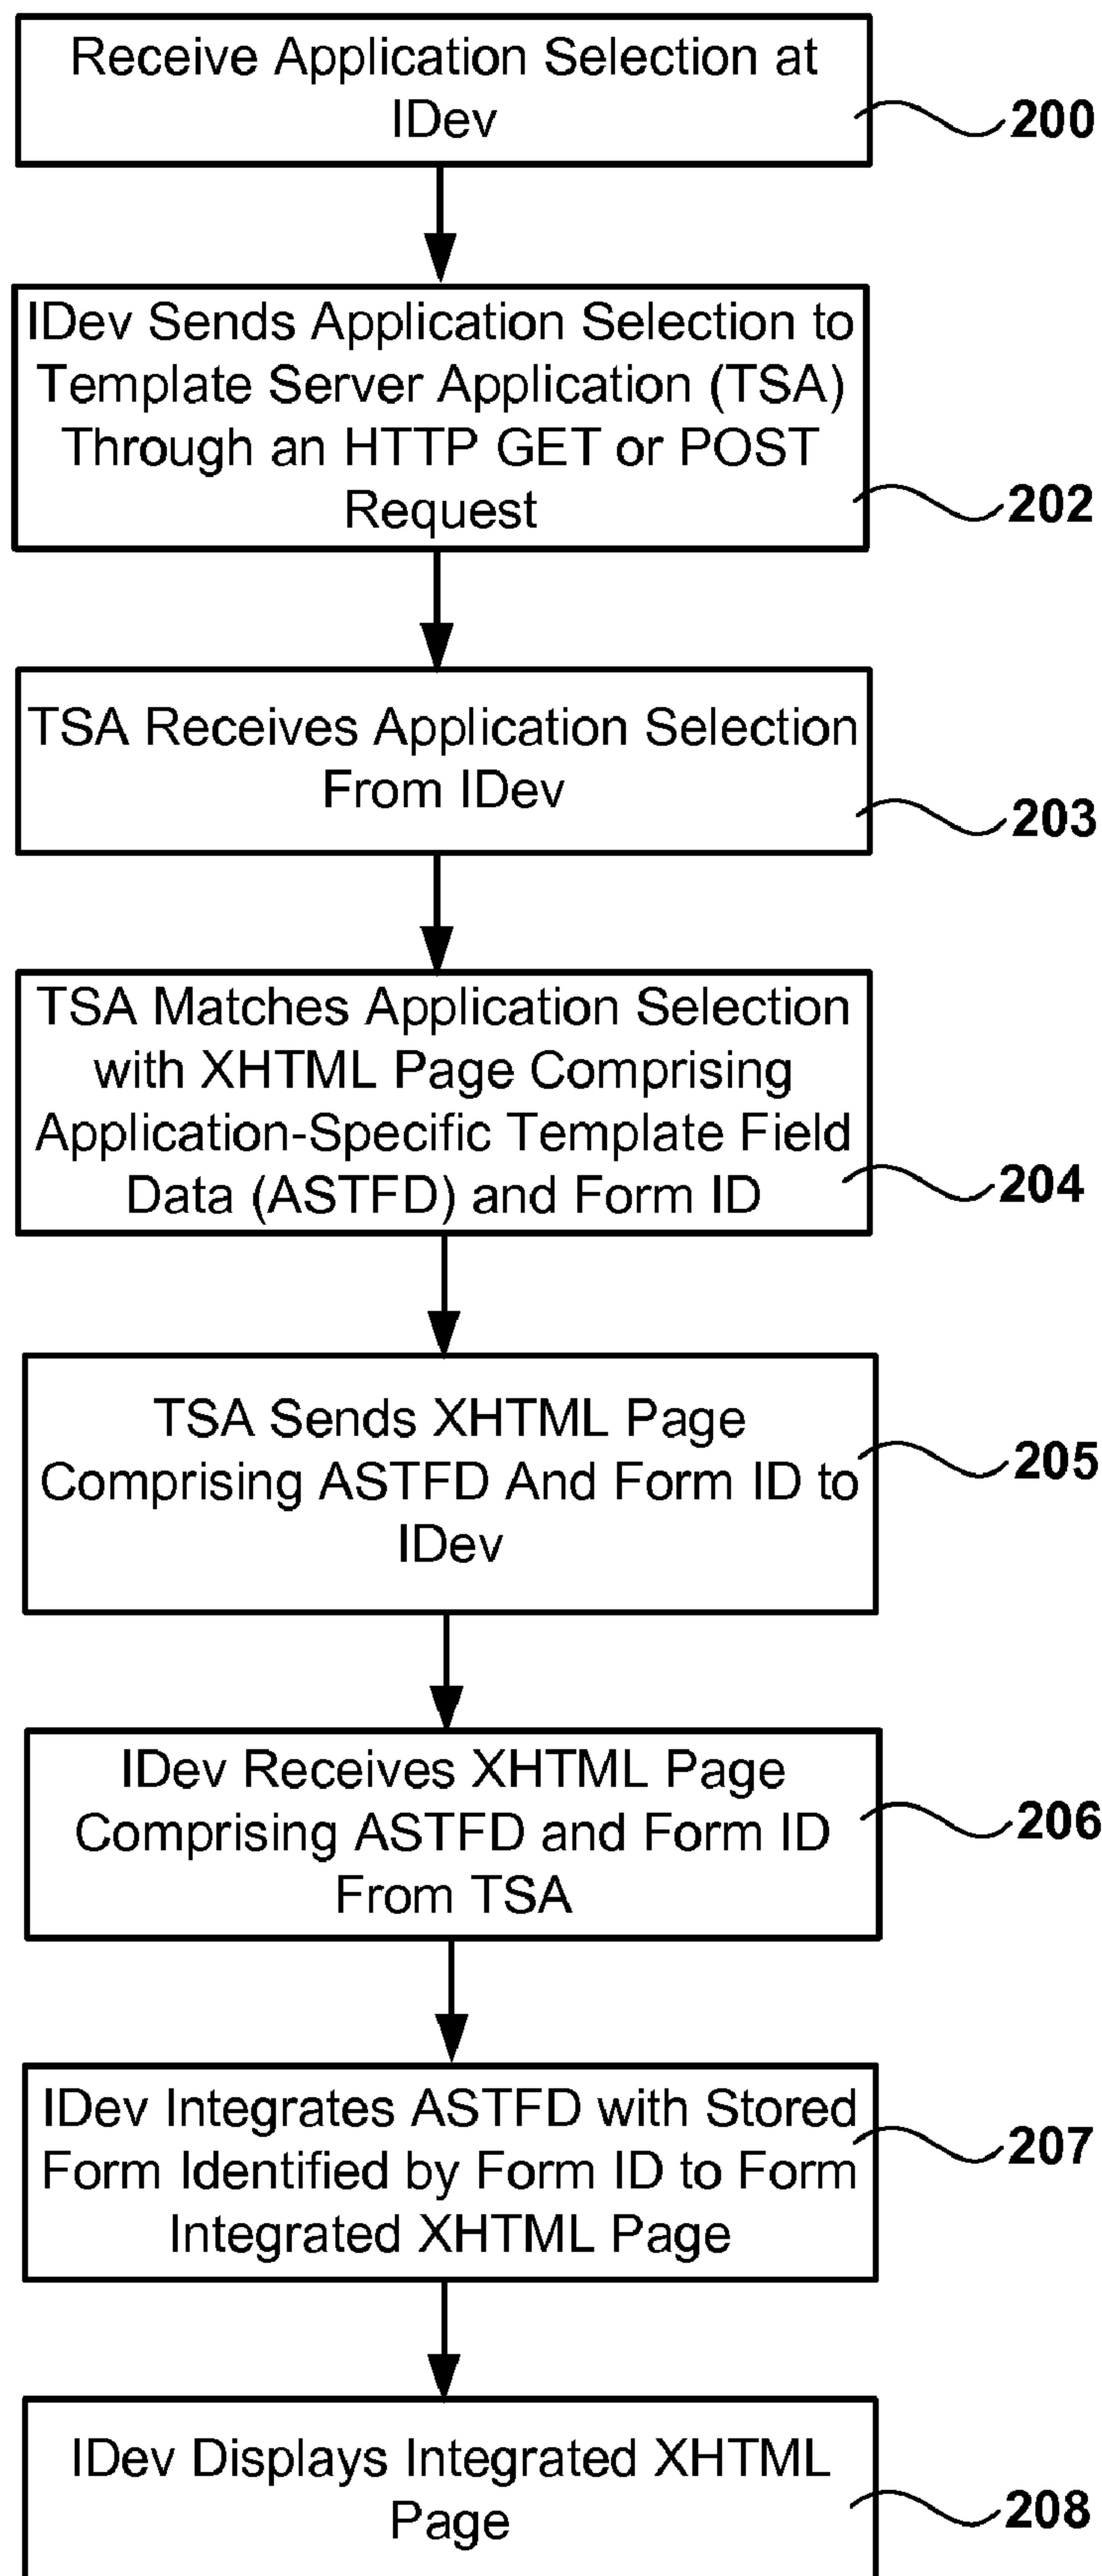 Receive Application Selection at
IDev
200
IDev Sends Application Selection to
Template Server Application (TSA)
Through an HTTP GET or POST
Request
202
TSA Receives Application Selection
From IDev
203
TSA Matches Application Selection
with XHTML Page Comprising
Application-Specific Template Field
Data (ASTFD) and Form ID
204
TSA Sends XHTML Page
Comprising ASTFD And Form ID to
IDev
205
IDev Receives XHTML Page
Comprising ASTFD and Form ID
From TSA
206
IDev Integrates ASTFD with Stored
Form Identified by Form ID to Form
Integrated XHTML Page
207
IDev Displays Integrated XHTML
Page
208